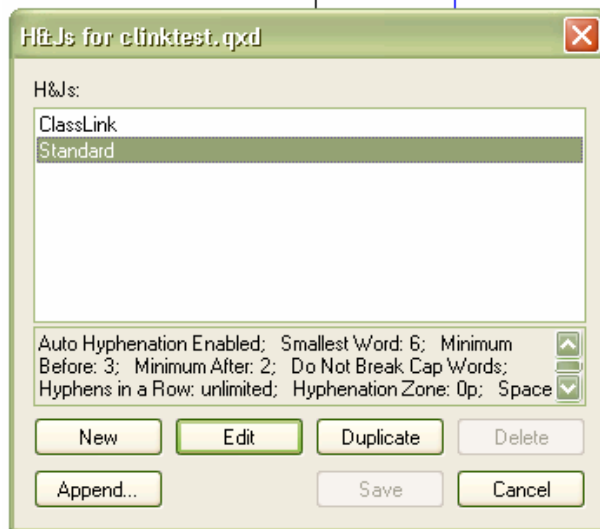 H&Js for clinktest.qxd
H&Js:
ClassLink
Standard
Auto Hyphenation Enabled;   Smallest Word: 6;   Minimum
Before: 3;   Minimum After: 2;   Do Not Break Cap Words;
Hyphens in a Row: unlimited;   Hyphenation Zone: 0p;   Space
New Edit Duplicate Delete
Append... Save Cancel